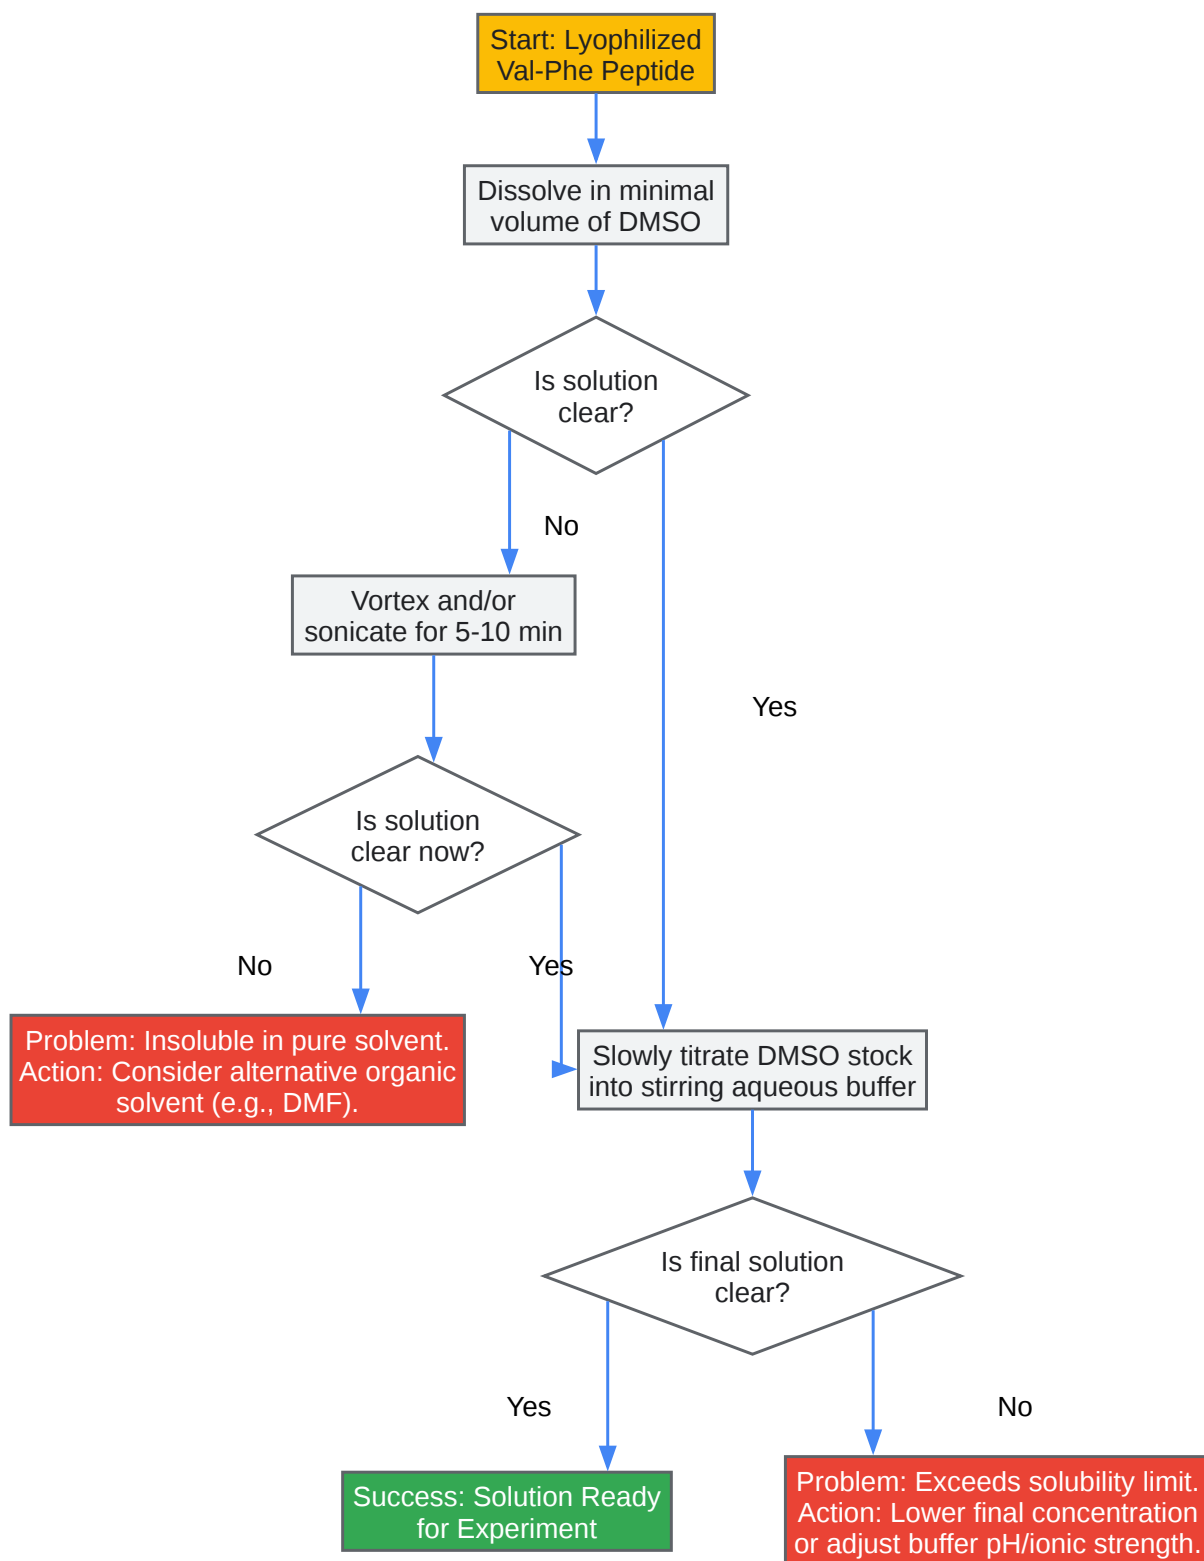 Start: Lyophilized
Val-Phe Peptide
Dissolve in minimal
volume of DMSO
Is solution
clear?
No
Vortex and/or
sonicate for 5-10 min
Yes
Is solution
clear now?
No
Yes
Problem: Insoluble in pure solvent.
Action: Consider alternative organic
solvent (e.g., DMF).
Slowly titrate DMSO stock
into stirring aqueous buffer
Is final solution
clear?
Yes
No
Success: Solution Ready
for Experiment
Problem: Exceeds solubility limit.
Action: Lower final concentration
or adjust buffer pH/ionic strength.